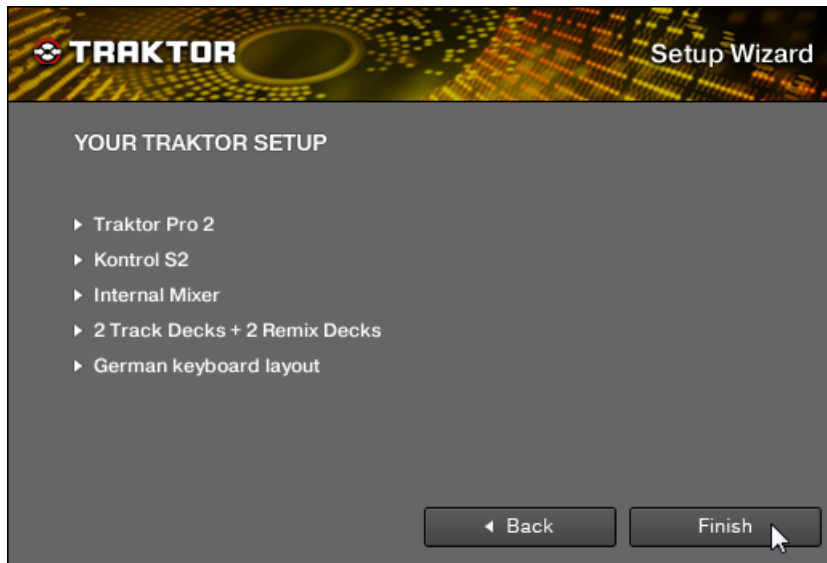 TRAKTOR
Setup Wizard
YOUR TRAKTOR SETUP
Traktor Pro 2
Kontrol S2
Internal Mixer
2 Track Decks + 2 Remix Decks
German keyboard layout
Back
Finish